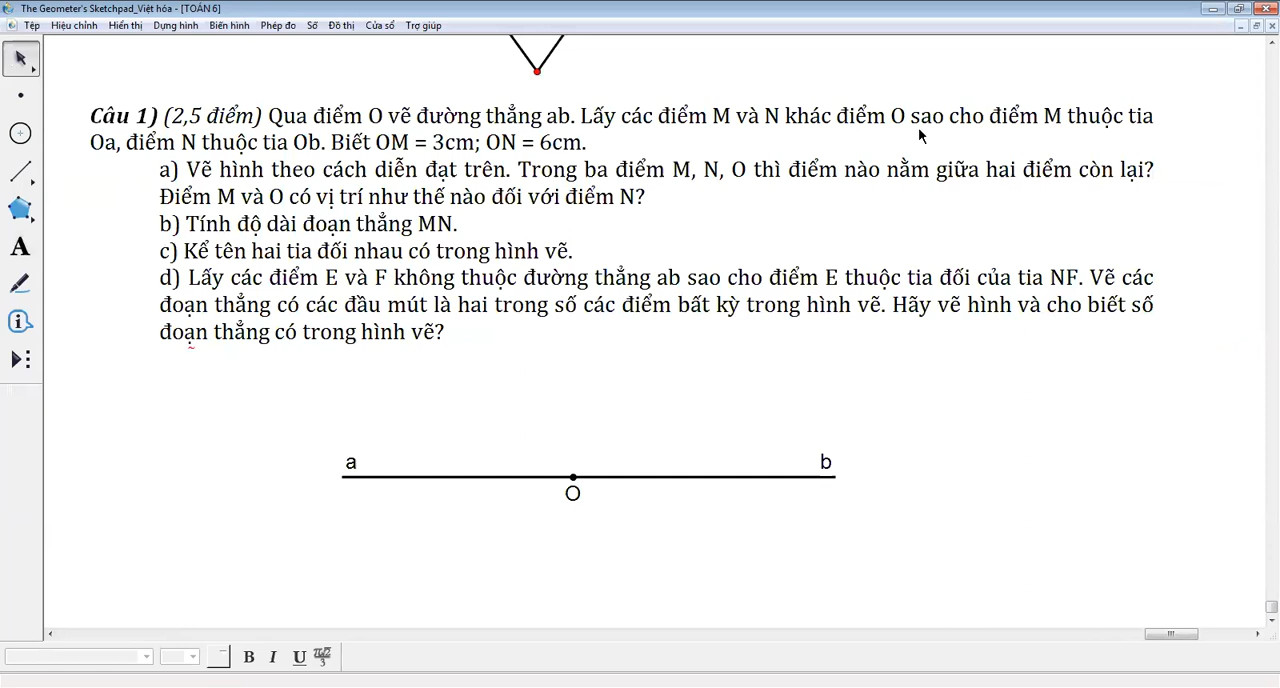 The Geometer's Sketchpad_Việt hóa - [TOÁN 6]
Tệp Hiệu chỉnh Hiển thị Dựng hình Biến hình Phép đo Số Đồ thị Cửa sổ Trợ giúp
Câu 1) (2,5 điểm) Qua điểm O vẽ đường thẳng ab. Lấy các điểm M và N khác điểm O sao cho điểm M thuộc tia
Oa, điểm N thuộc tia Ob. Biết OM = 3cm; ON = 6cm.
a) Vẽ hình theo cách diễn đạt trên. Trong ba điểm M, N, O thì điểm nào nằm giữa hai điểm còn lại?
Điểm M và O có vị trí như thế nào đối với điểm N?
b) Tính độ dài đoạn thẳng MN.
c) Kể tên hai tia đối nhau có trong hình vẽ.
d) Lấy các điểm E và F không thuộc đường thẳng ab sao cho điểm E thuộc tia đối của tia NF. Vẽ các
đoạn thẳng có các đầu mút là hai trong số các điểm bất kỳ trong hình vẽ. Hãy vẽ hình và cho biết số
đoạn thẳng có trong hình vẽ?
a b
O
A
B I U